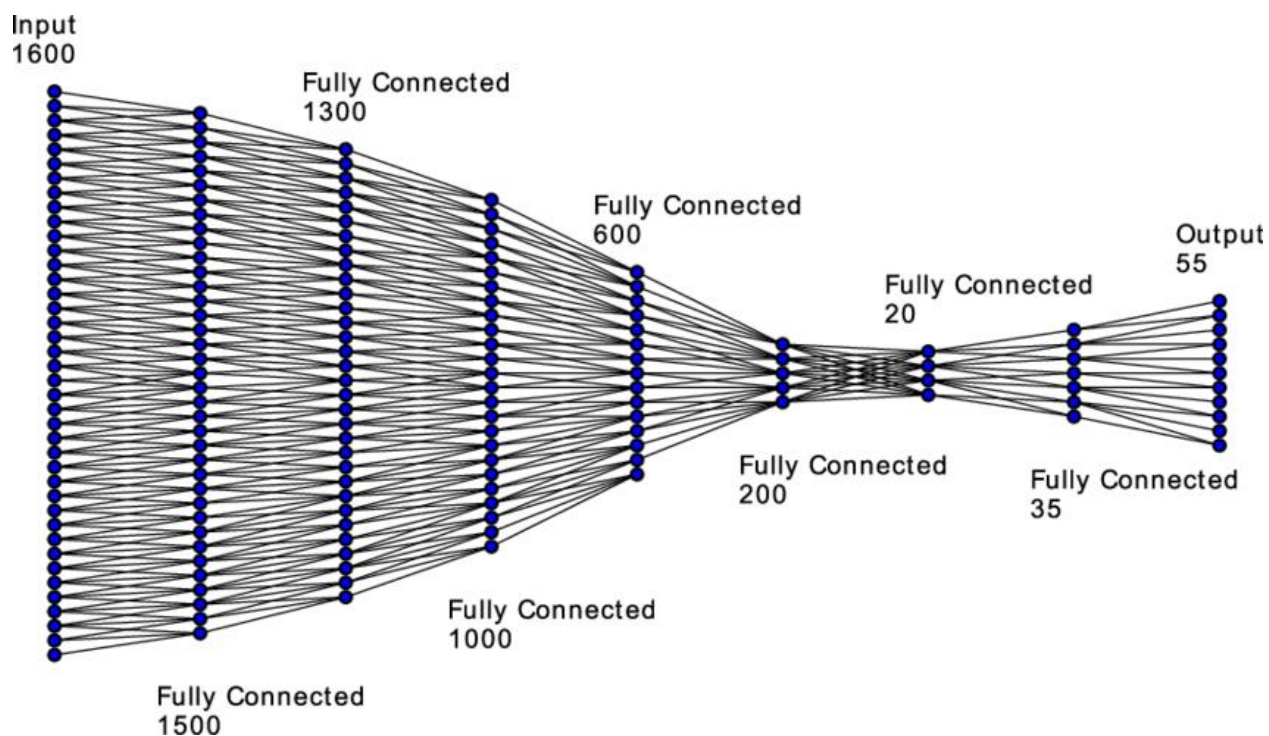 Input
1600
Fully Connected
1500
Fully Connected
1300
Fully Connected
1000
Fully Connected
600
Fully Connected
200
Fully Connected
20
Fully Connected
35
Output
55